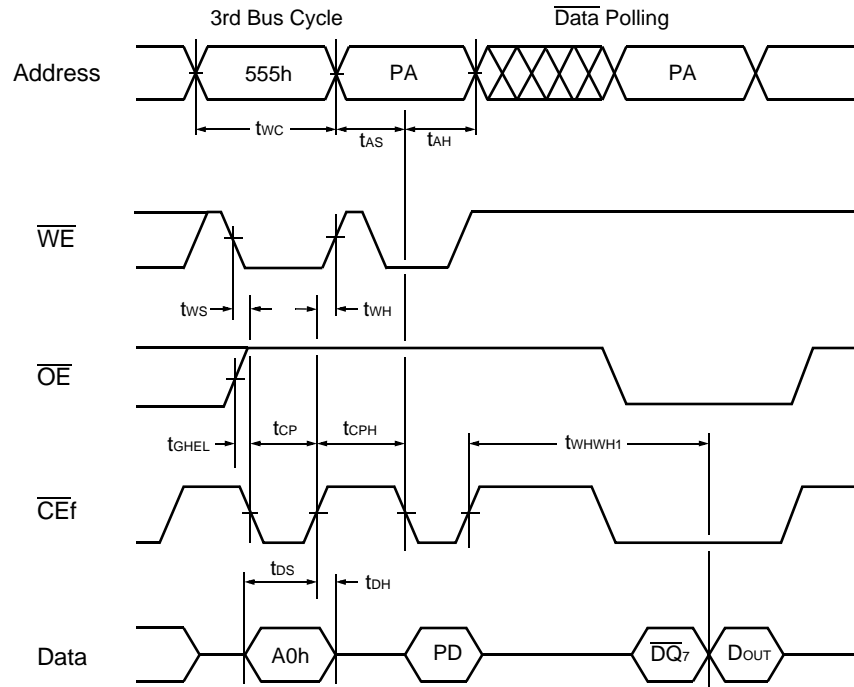 3rd Bus Cycle Data Polling
Address 555h PA PA
tWC tAS tAH
WE
tWS tWH
OE
tGHEL tCP tCPH tWHWH1
CEf
tDS tDH
Data A0h PD DQ7 DOUT